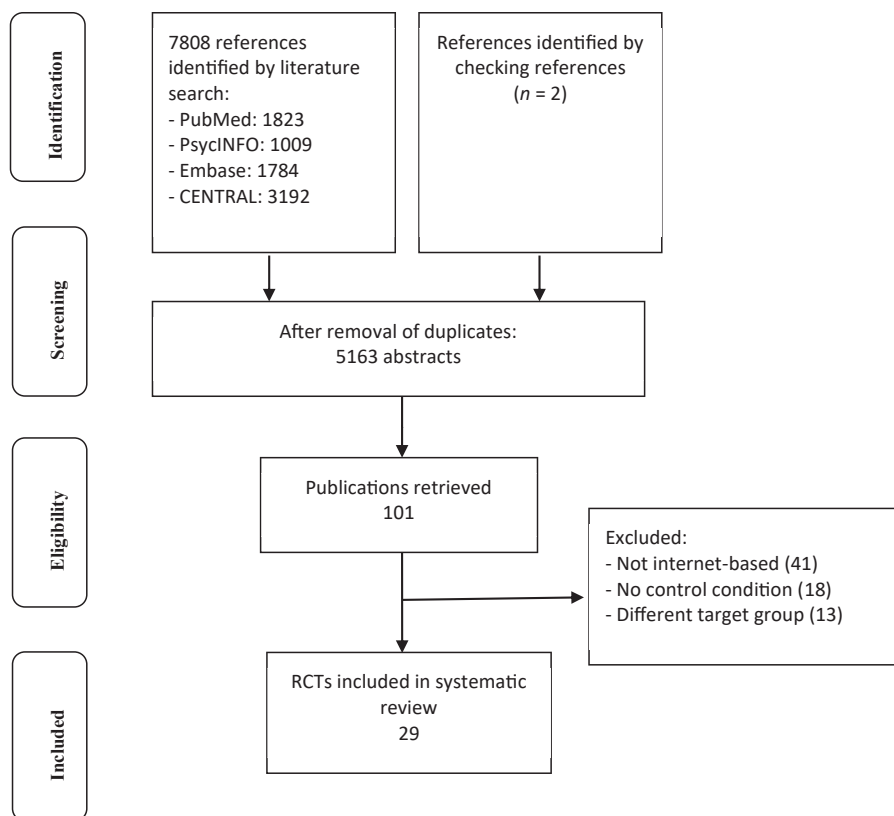 Identification
7808 references
identified by literature
search:
- PubMed: 1823
- PsycINFO: 1009
- Embase: 1784
- CENTRAL: 3192
References identified by
checking references
(n = 2)
Screening
After removal of duplicates:
5163 abstracts
Eligibility
Publications retrieved
101
Excluded:
- Not internet-based (41)
- No control condition (18)
- Different target group (13)
Included
RCTs included in systematic
review
29